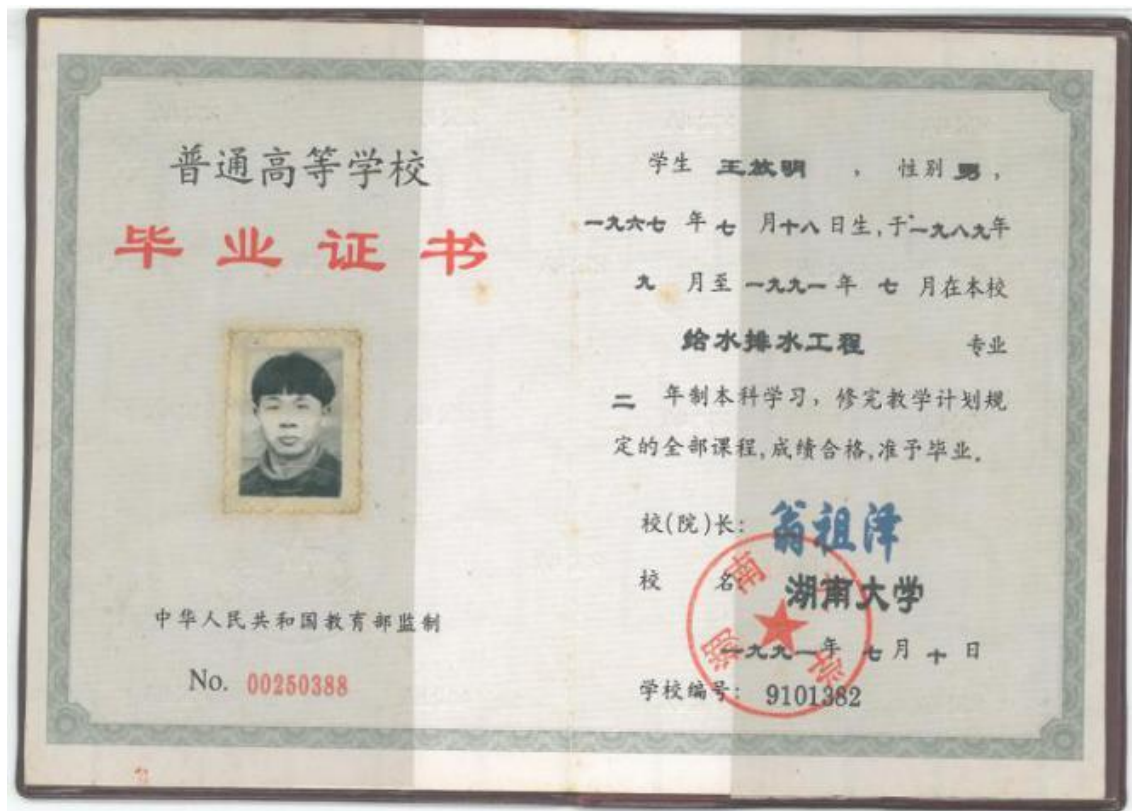 普通高等学校
毕业证书
中华人民共和国教育部监制
No. 00250388
学生 王放明 ， 性别 男，
一九六七 年 七 月十八日生,于一九八九年
九 月至 一九九一 年 七 月在本校
给水排水工程 专业
二 年制本科学习，修完教学计划规
定的全部课程,成绩合格,准予毕业。
校(院)长： 翁祖泽
校 名 湖南大学
一九九一年 七 月 十 日
学校编号： 9101382